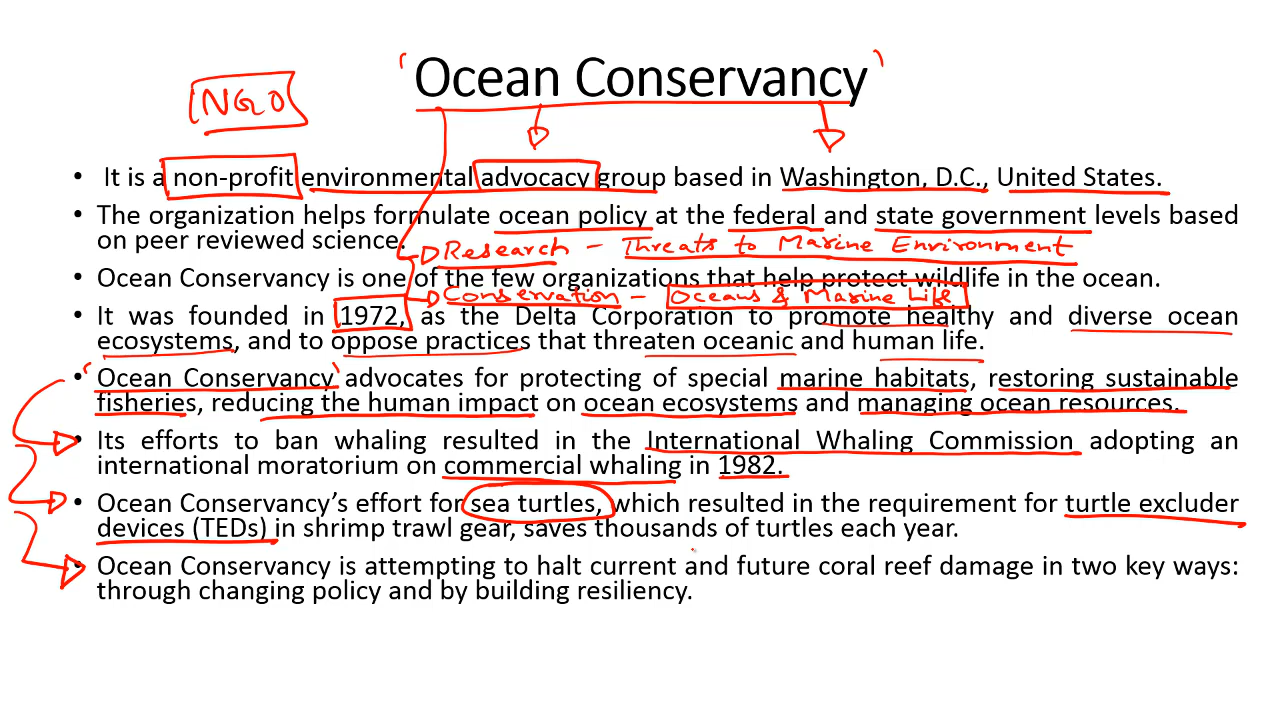 'Ocean Conservancy'
NGO
• It is a non-profit environmental advocacy group based in Washington, D.C., United States.
• The organization helps formulate ocean policy at the federal and state government levels based
on peer reviewed science.
Research - Threats to Marine Environment
• Ocean Conservancy is one of the few organizations that help protect wildlife in the ocean.
Conservation - Oceans & Marine Life
• It was founded in 1972, as the Delta Corporation to promote healthy and diverse ocean
ecosystems, and to oppose practices that threaten oceanic and human life.
• 'Ocean Conservancy' advocates for protecting of special marine habitats, restoring sustainable
fisheries, reducing the human impact on ocean ecosystems and managing ocean resources.
• Its efforts to ban whaling resulted in the International Whaling Commission adopting an
international moratorium on commercial whaling in 1982.
• Ocean Conservancy's effort for sea turtles, which resulted in the requirement for turtle excluder
devices (TEDs) in shrimp trawl gear, saves thousands of turtles each year.
• Ocean Conservancy is attempting to halt current and future coral reef damage in two key ways:
through changing policy and by building resiliency.